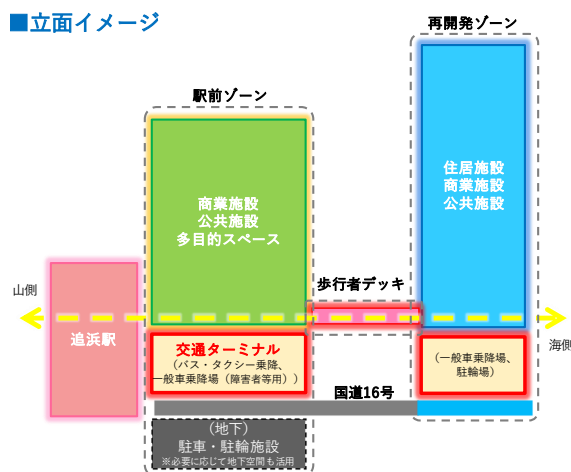 ■立面イメージ
再開発ゾーン
駅前ゾーン
住居施設
商業施設
公共施設
商業施設
公共施設
多目的スペース
歩行者デッキ
山側
海側
追浜駅
交通ターミナル
（バス・タクシー乗降、
一般車乗降場（障害者等用））
（一般車乗降場、
駐輪場）
国道16号
（地下）
駐車・駐輪施設
※必要に応じて地下空間も活用